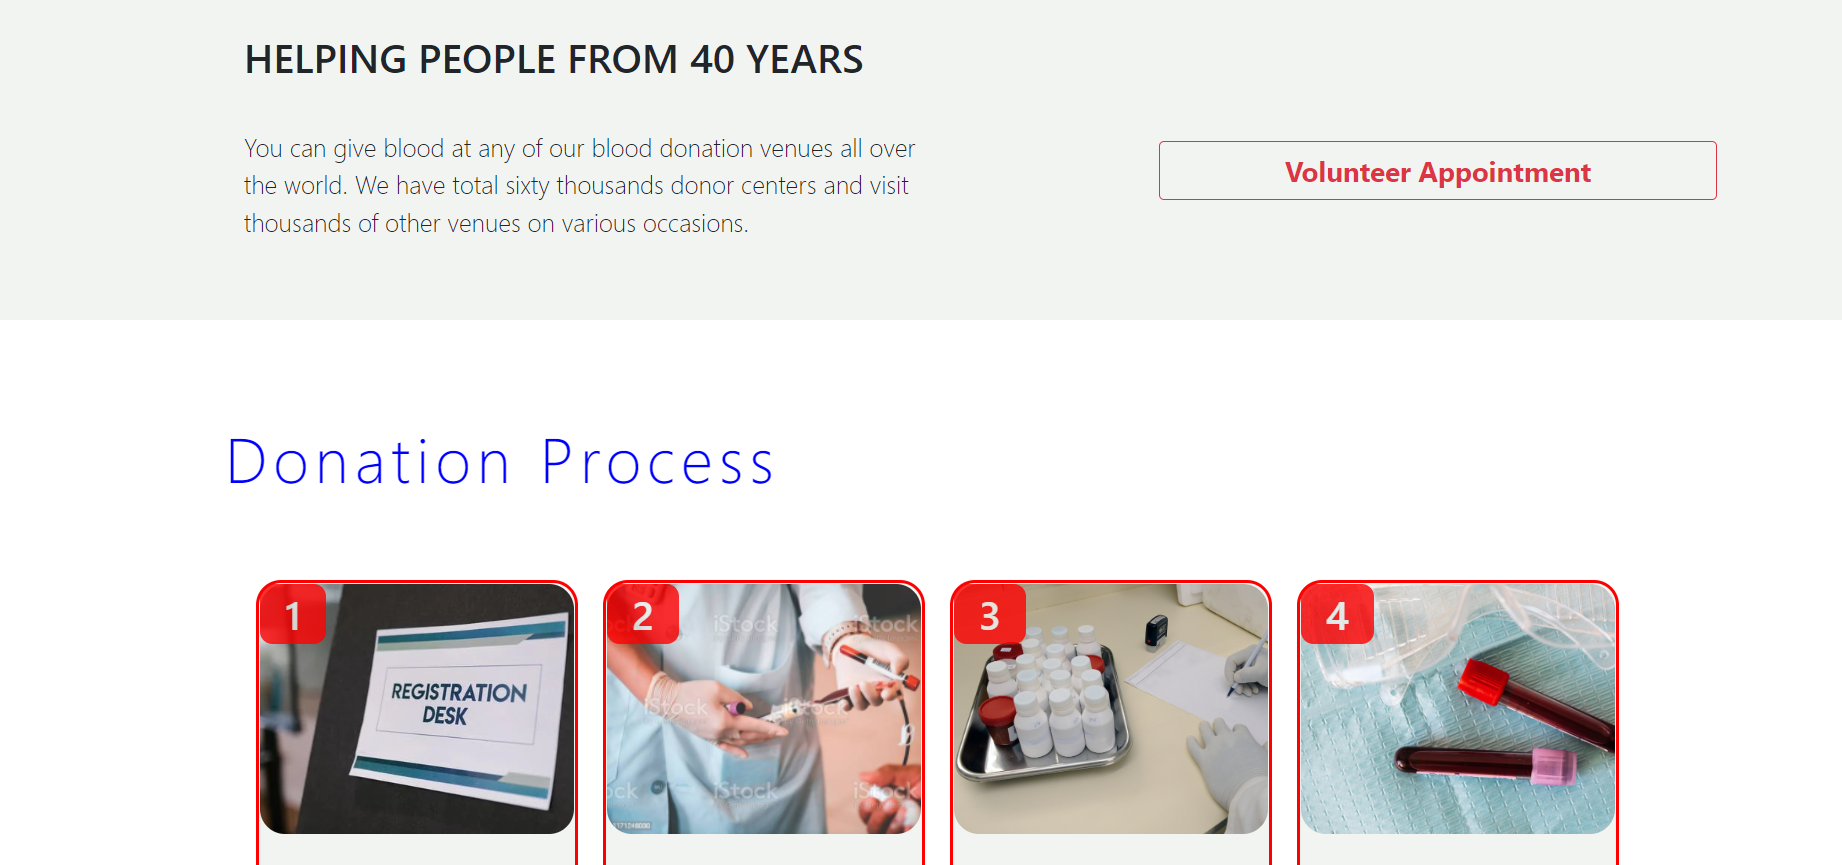 HELPING PEOPLE FROM 40 YEARS
You can give blood at any of our blood donation venues all over
the world. We have total sixty thousands donor centers and visit
thousands of other venues on various occasions.
Volunteer Appointment
Donation Process
1
REGISTRATION
DESK
2
iStock
iStock
iStock
iStock
iStock
iStock
3
4